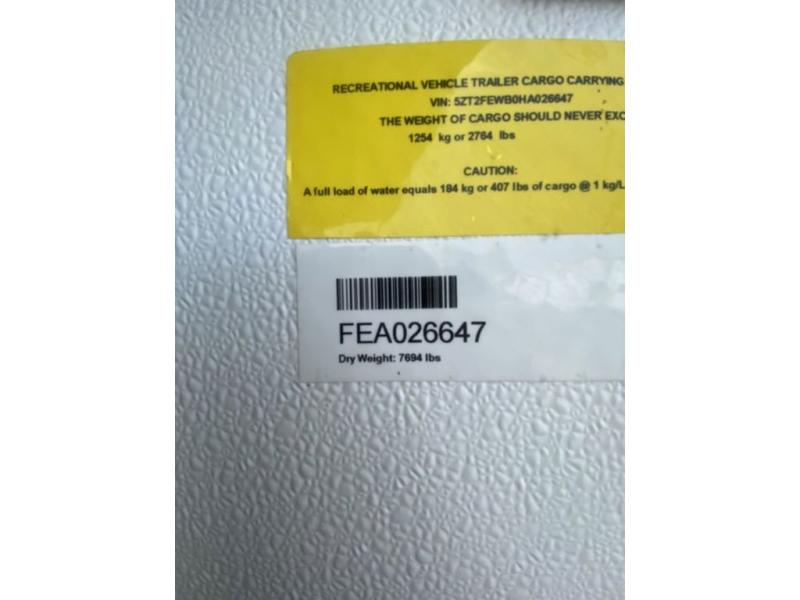 RECREATIONAL VEHICLE TRAILER CARGO CARRYING
VIN: 5ZT2FEWB0HA026647
THE WEIGHT OF CARGO SHOULD NEVER EXC
1254 kg or 2764 lbs
CAUTION:
A full load of water equals 184 kg or 407 lbs of cargo @ 1 kg/L
FEA026647
Dry Weight: 7694 lbs